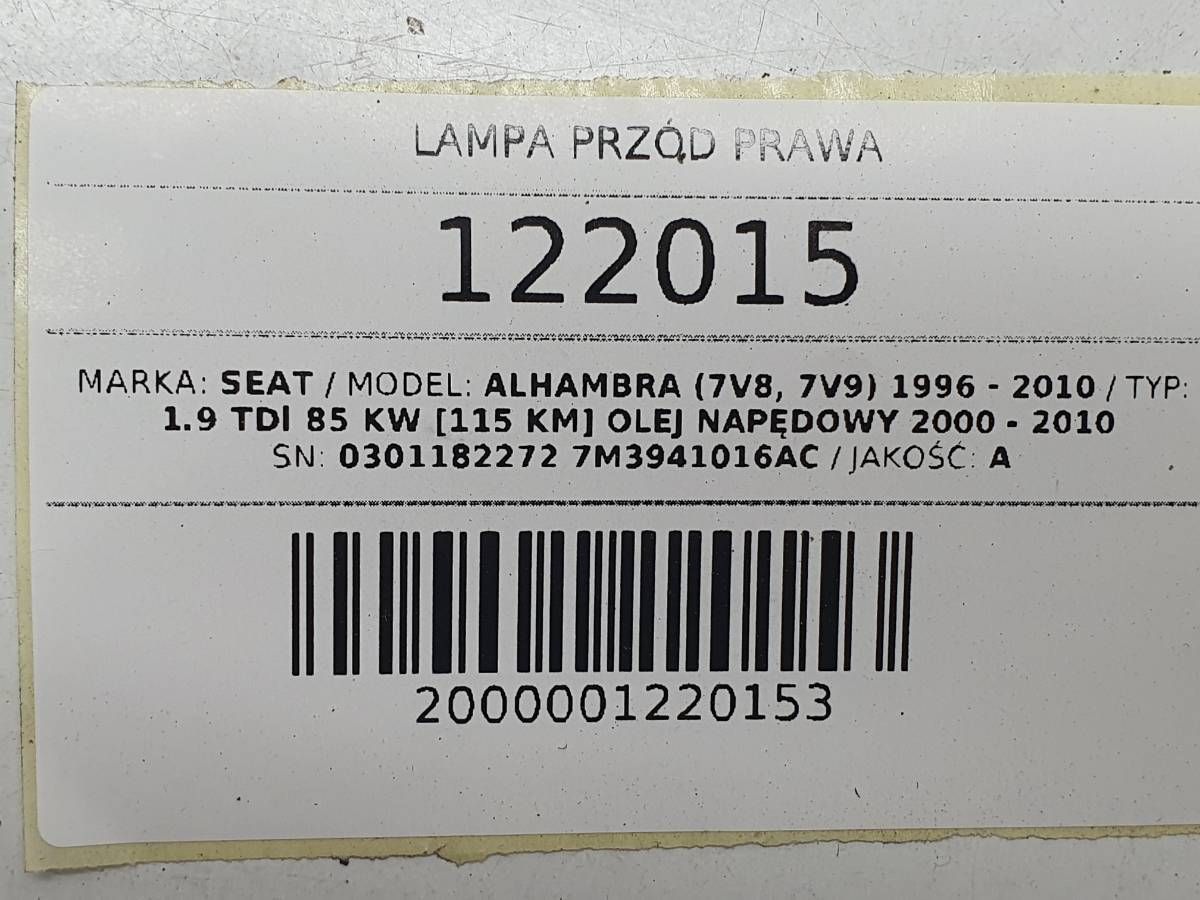 LAMPA PRZÓD PRAWA
122015
MARKA: SEAT / MODEL: ALHAMBRA (7V8, 7V9) 1996 - 2010 / TYP:
1.9 TDI 85 KW [115 KM] OLEJ NAPĘDOWY 2000 - 2010
SN: 0301182272 7M3941016AC / JAKOŚĆ: A
2000001220153